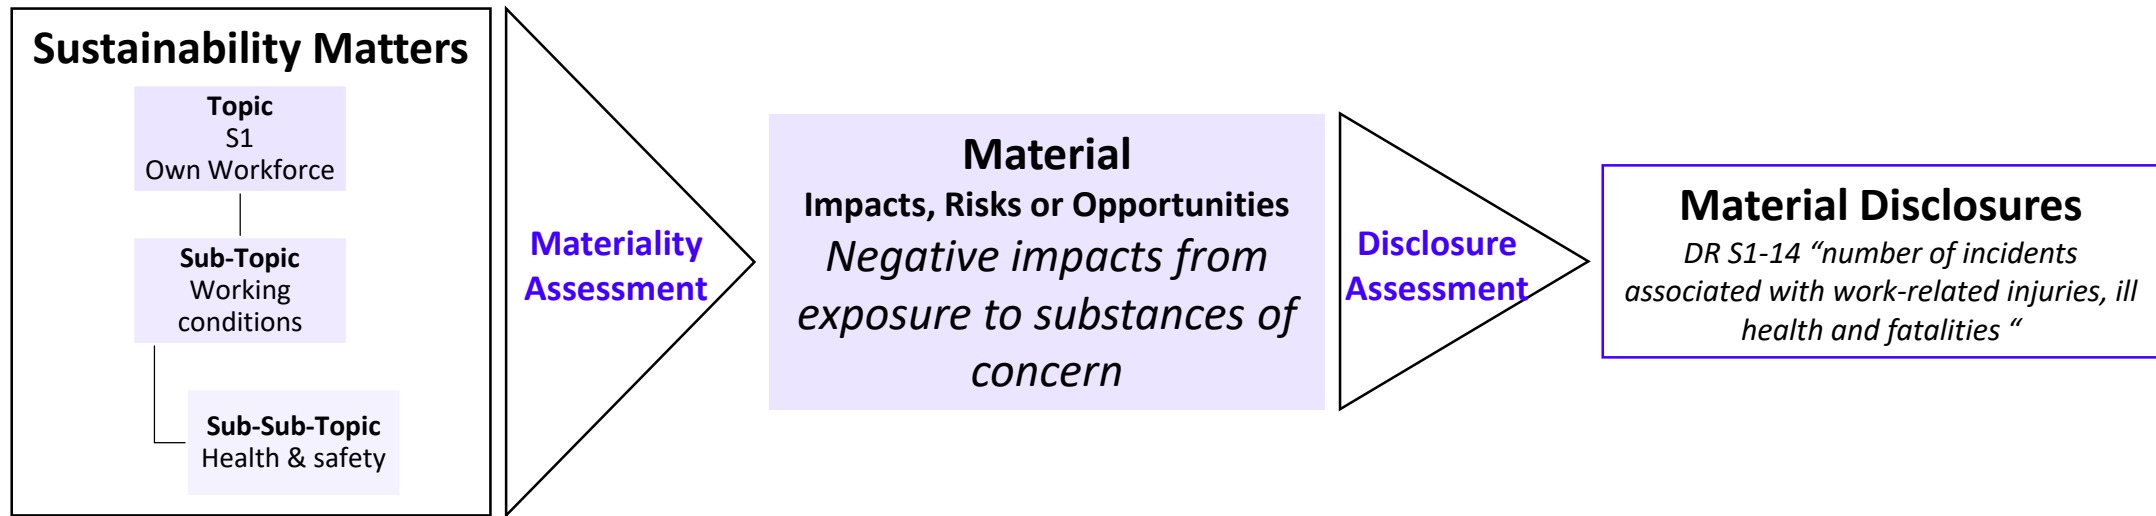 Sustainability Matters
Topic
S1
Own Workforce
Sub-Topic
Working
conditions
Sub-Sub-Topic
Health & safety
Materiality
Assessment
Material
Impacts, Risks or Opportunities
Negative impacts from
exposure to substances of
concern
Disclosure
Assessment
Material Disclosures
DR S1-14 “number of incidents
associated with work-related injuries, ill
health and fatalities “